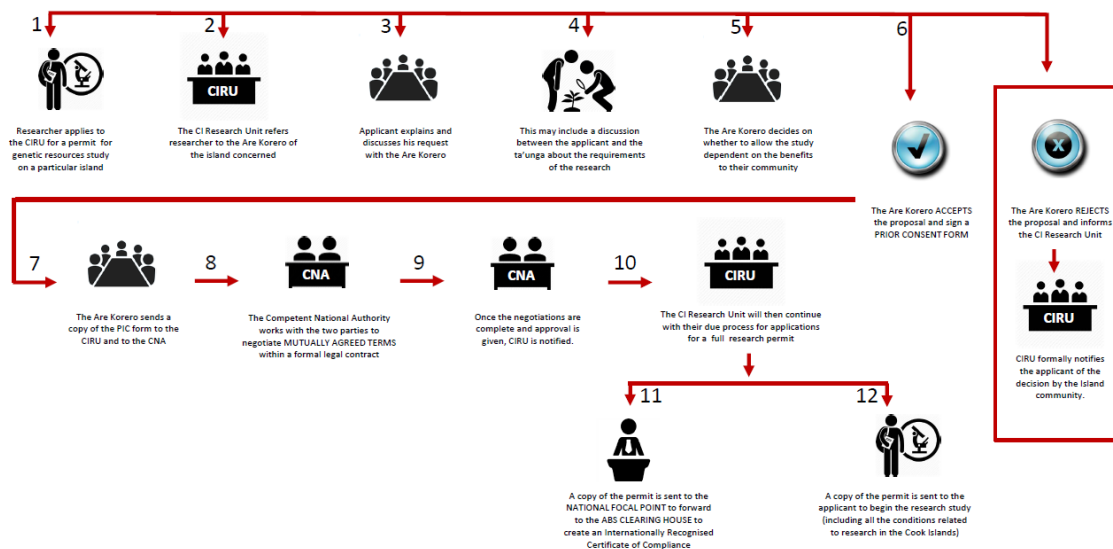 1
2
3
4
5
6
CIRU
Researcher applies to
the CIRU for a permit for
genetic resources study
on a particular island
The CI Research Unit refers
researcher to the Are Korero of
the island concerned
Applicant explains and
discusses his request
with the Are Korero
This may include a discussion
between the applicant and the
ta'unga about the requirements
of the research
The Are Korero decides on
whether to allow the study
dependent on the benefits
to their community
X
The Are Korero ACCEPTS
the proposal and sign a
PRIOR CONSENT FORM
The Are Korero REJECTS
the proposal and informs
the CI Research Unit
CIRU
CIRU formally notifies
the applicant of the
decision by the Island
community.
7
8
9
10
CNA
CNA
CIRU
The Are Korero sends a
copy of the PIC form to the
CIRU and to the CNA
The Competent National Authority
works with the two parties to
negotiate MUTUALLY AGREED TERMS
within a formal legal contract
Once the negotiations are
complete and approval is
given, CIRU is notified.
The CI Research Unit will then continue
with their due process for applications
for a full research permit
11
12
A copy of the permit is sent to the
NATIONAL FOCAL POINT to forward
to the ABS CLEARING HOUSE to
create an Internationally Recognised
Certificate of Compliance
A copy of the permit is sent to the
applicant to begin the research study
(including all the conditions related
to research in the Cook Islands)